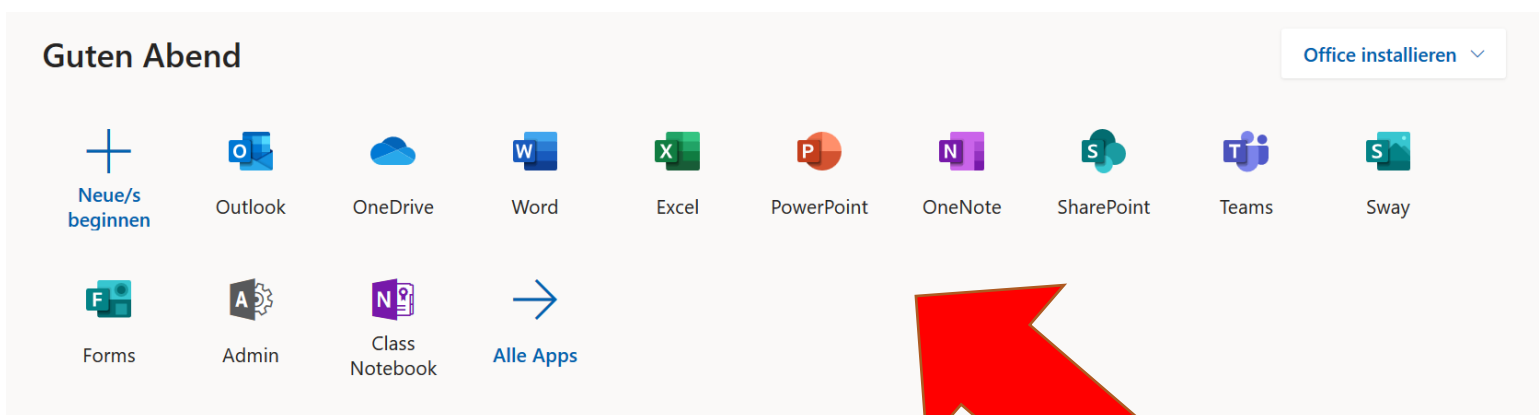 Guten Abend
Office installieren
Neue/s
beginnen
Outlook
OneDrive
Word
Excel
PowerPoint
OneNote
SharePoint
Teams
Sway
Forms
Admin
Class
Notebook
Alle Apps